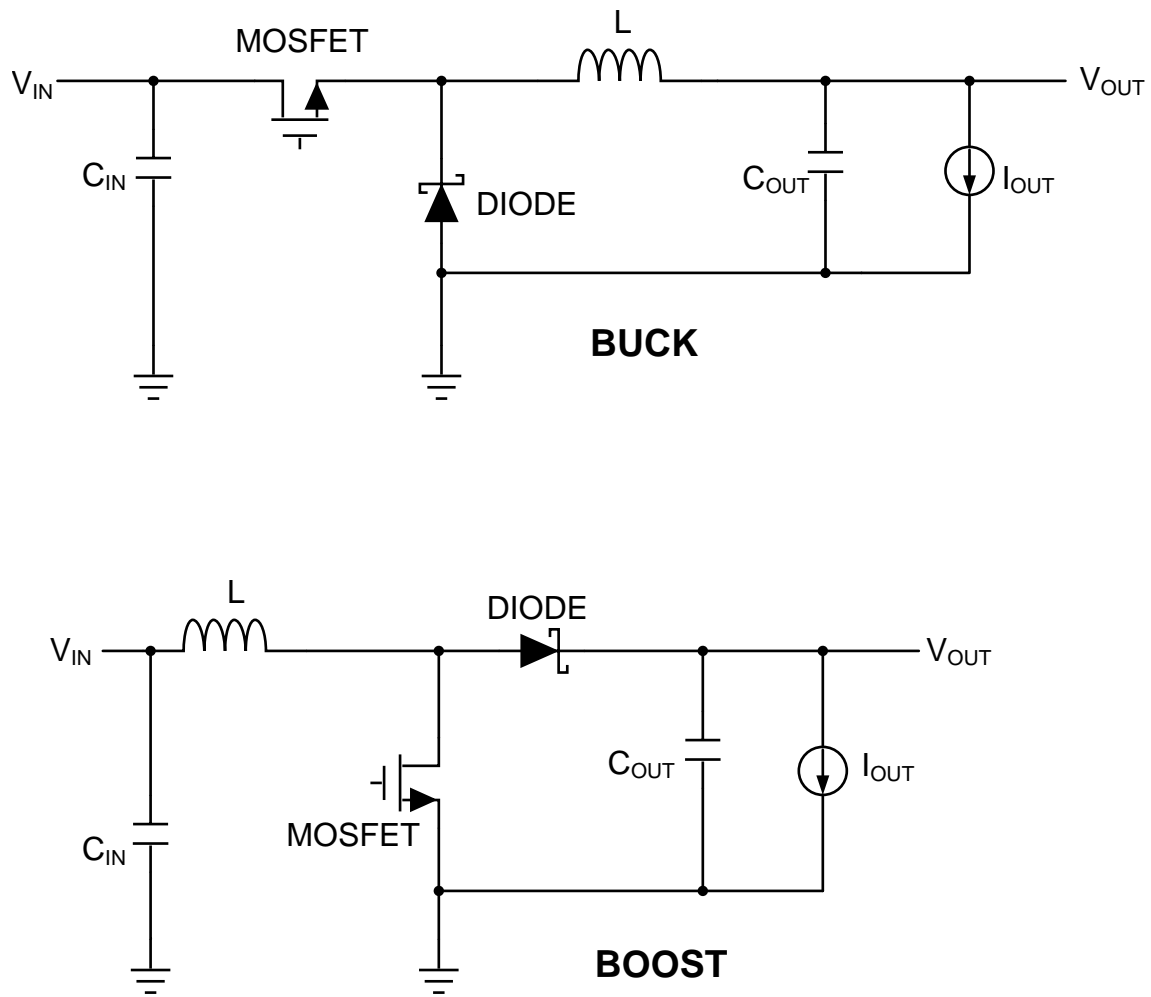 L
MOSFET
VIN
VOUT
CIN
DIODE
COUT
IOUT
BUCK
L
DIODE
VIN
VOUT
COUT
IOUT
MOSFET
CIN
BOOST